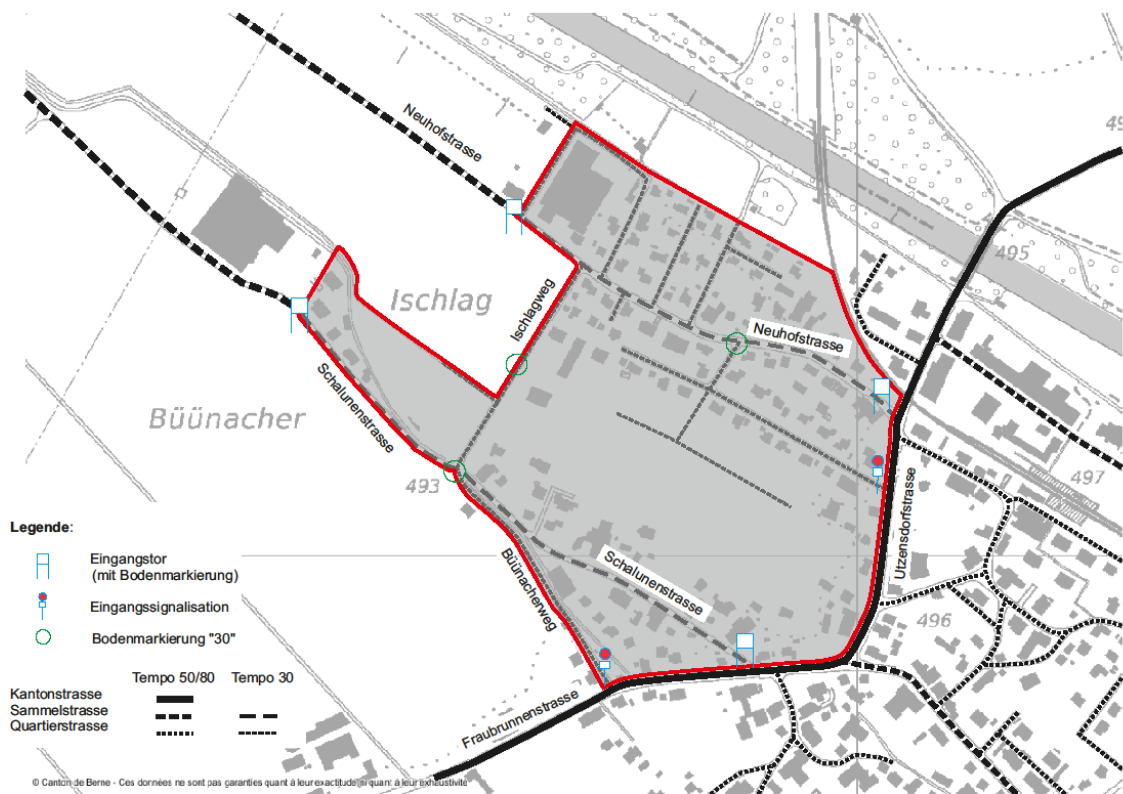 Neuhofstrasse
49
495
Ischlag
Ischlagweg
Neuhofstrasse
Büünacher
Schalunenstrasse
493
497
Utzensdorfstrasse
Legende:
Eingangstor
(mit Bodenmarkierung)
Eingangssignalisation
Bodenmarkierung "30"
Büünacherweg
Schalunenstrasse
496
Tempo 50/80 Tempo 30
Kantonstrasse
Sammelstrasse
Quartierstrasse
Fraubrunnenstrasse
© Canton de Berne - Ces données ne sont pas garanties quant à leur exactitude ni quant à leur exhaustivité